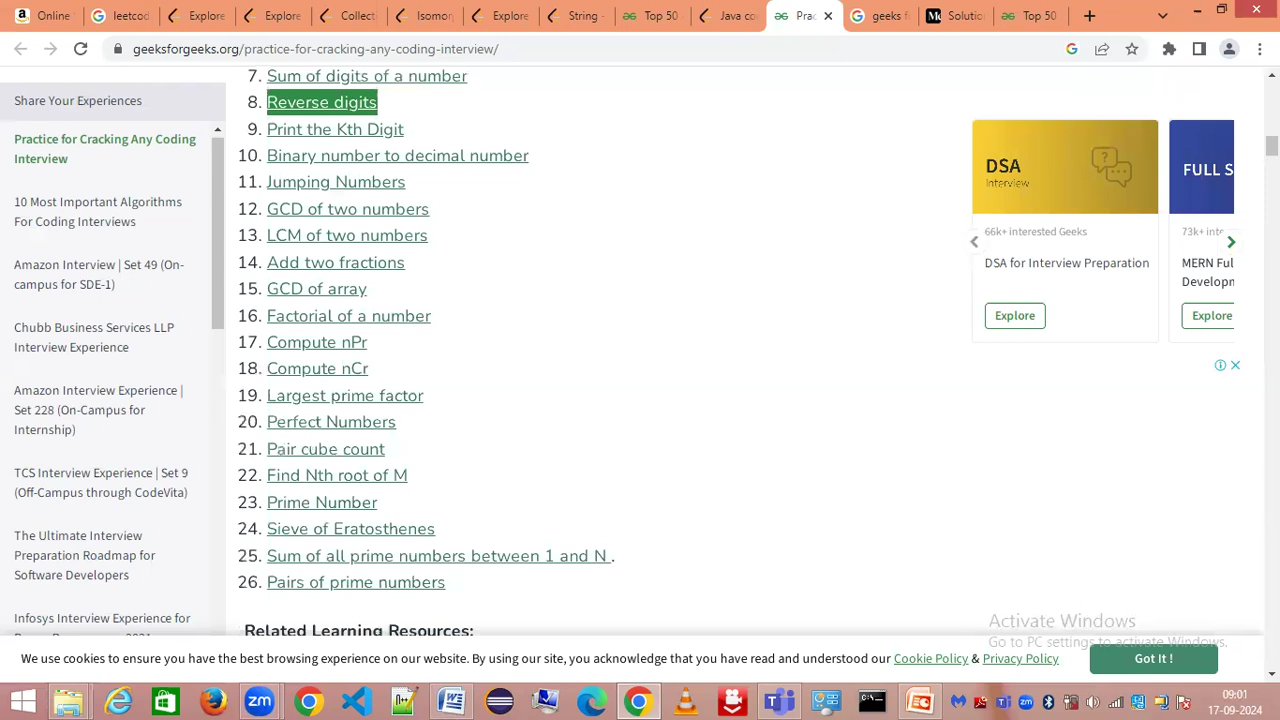 Online
leetcod
Explore
Explore
Collecti
Isomorp
Explore
String -
Top 50
Java co
Prac
geeks f
Solution
Top 50
geeksforgeeks.org/practice-for-cracking-any-coding-interview/
Share Your Experiences
Practice for Cracking Any Coding
Interview
10 Most Important Algorithms
For Coding Interviews
Amazon Interview | Set 49 (On-
campus for SDE-1)
Chubb Business Services LLP
Interview Experience
Amazon Interview Experience |
Set 228 (On-Campus for
Internship)
TCS Interview Experience | Set 9
(Off-Campus through CodeVita)
The Ultimate Interview
Preparation Roadmap for
Software Developers
Infosys Interview Experience for
7. Sum of digits of a number
8. Reverse digits
9. Print the Kth Digit
10. Binary number to decimal number
11. Jumping Numbers
12. GCD of two numbers
13. LCM of two numbers
14. Add two fractions
15. GCD of array
16. Factorial of a number
17. Compute nPr
18. Compute nCr
19. Largest prime factor
20. Perfect Numbers
21. Pair cube count
22. Find Nth root of M
23. Prime Number
24. Sieve of Eratosthenes
25. Sum of all prime numbers between 1 and N .
26. Pairs of prime numbers
Related Learning Resources:
DSA
Interview
66k+ interested Geeks
DSA for Interview Preparation
Explore
FULL S
73k+ inte
MERN Ful
Developm
Explore
Activate Windows
Go to PC settings to activate Windows.
We use cookies to ensure you have the best browsing experience on our website. By using our site, you acknowledge that you have read and understood our Cookie Policy & Privacy Policy
Got It !
09:01
17-09-2024